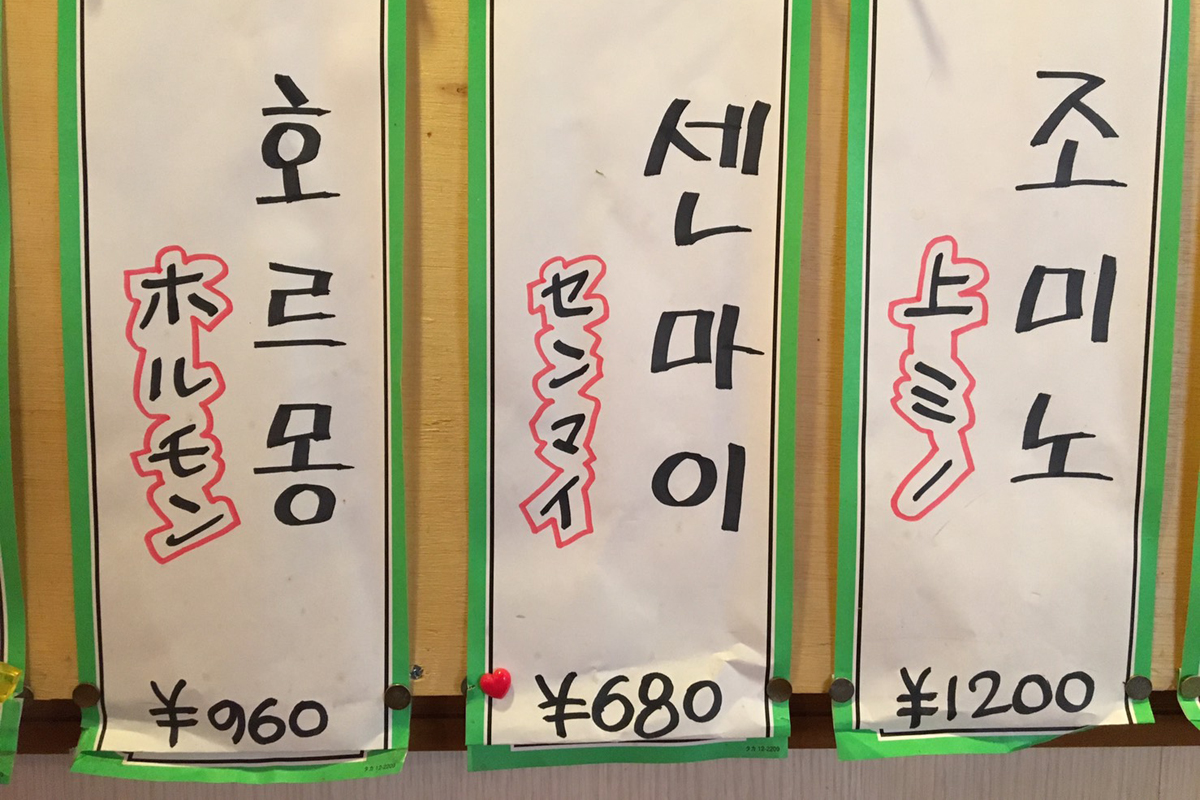 호르몽
ホルモン
¥960
센마이
センマイ
¥680
조미노
上ミノ
¥1200